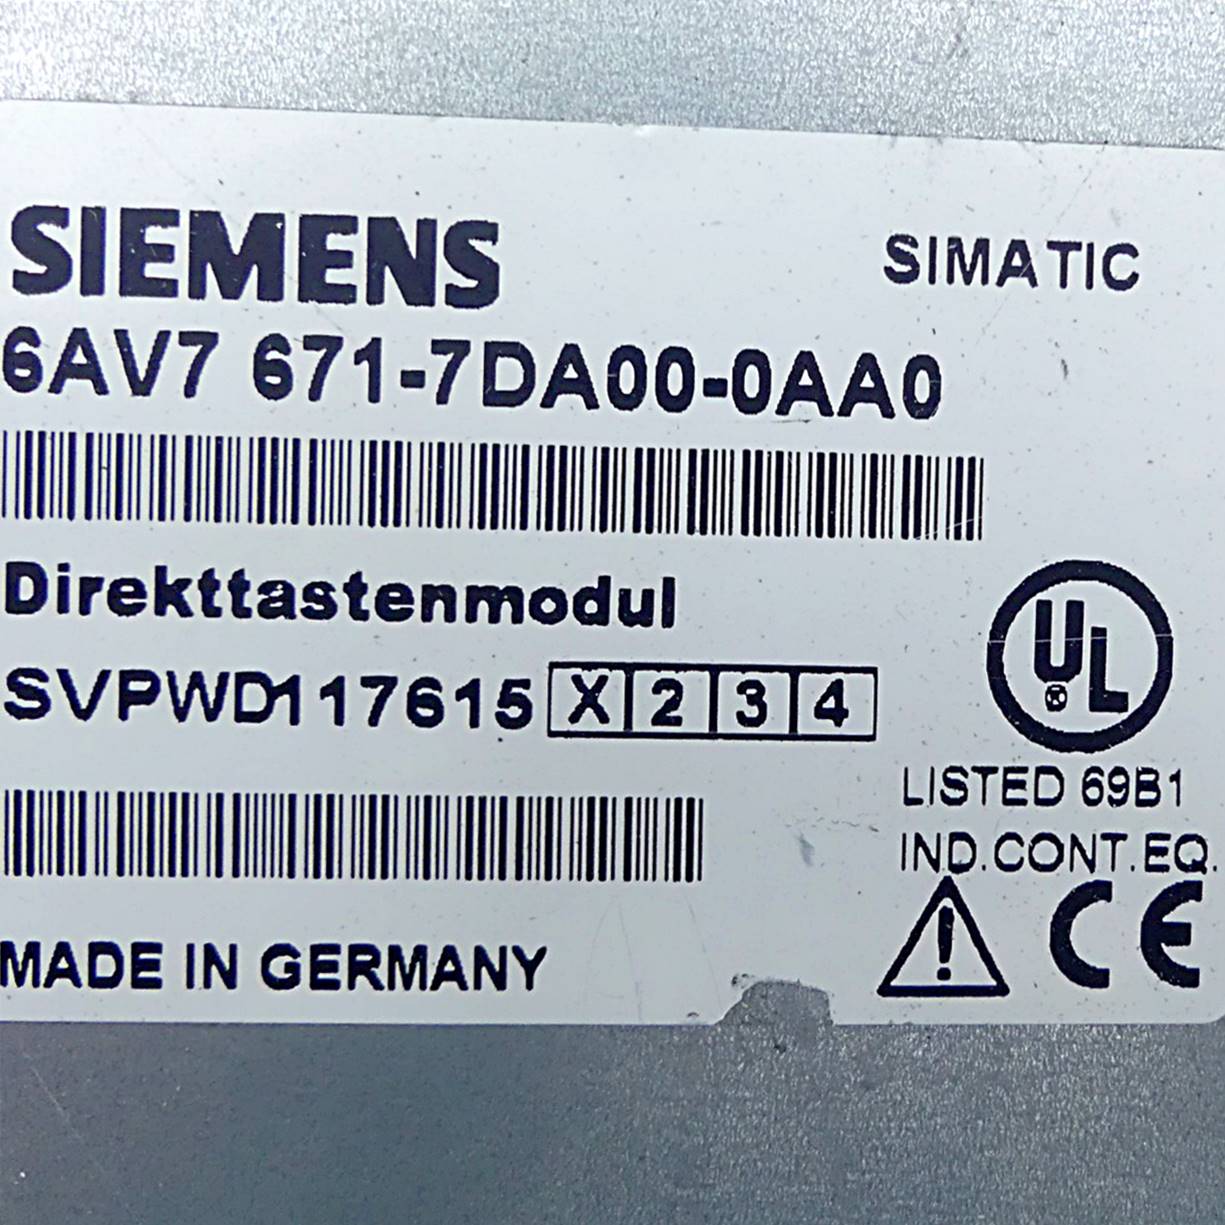 SIEMENS SIMATIC
6AV7 671-7DA00-0AA0
Direkttastenmodul
SVPWD117615 X 2 3 4
UL
LISTED 69B1
IND.CONT.EQ.
CE
MADE IN GERMANY